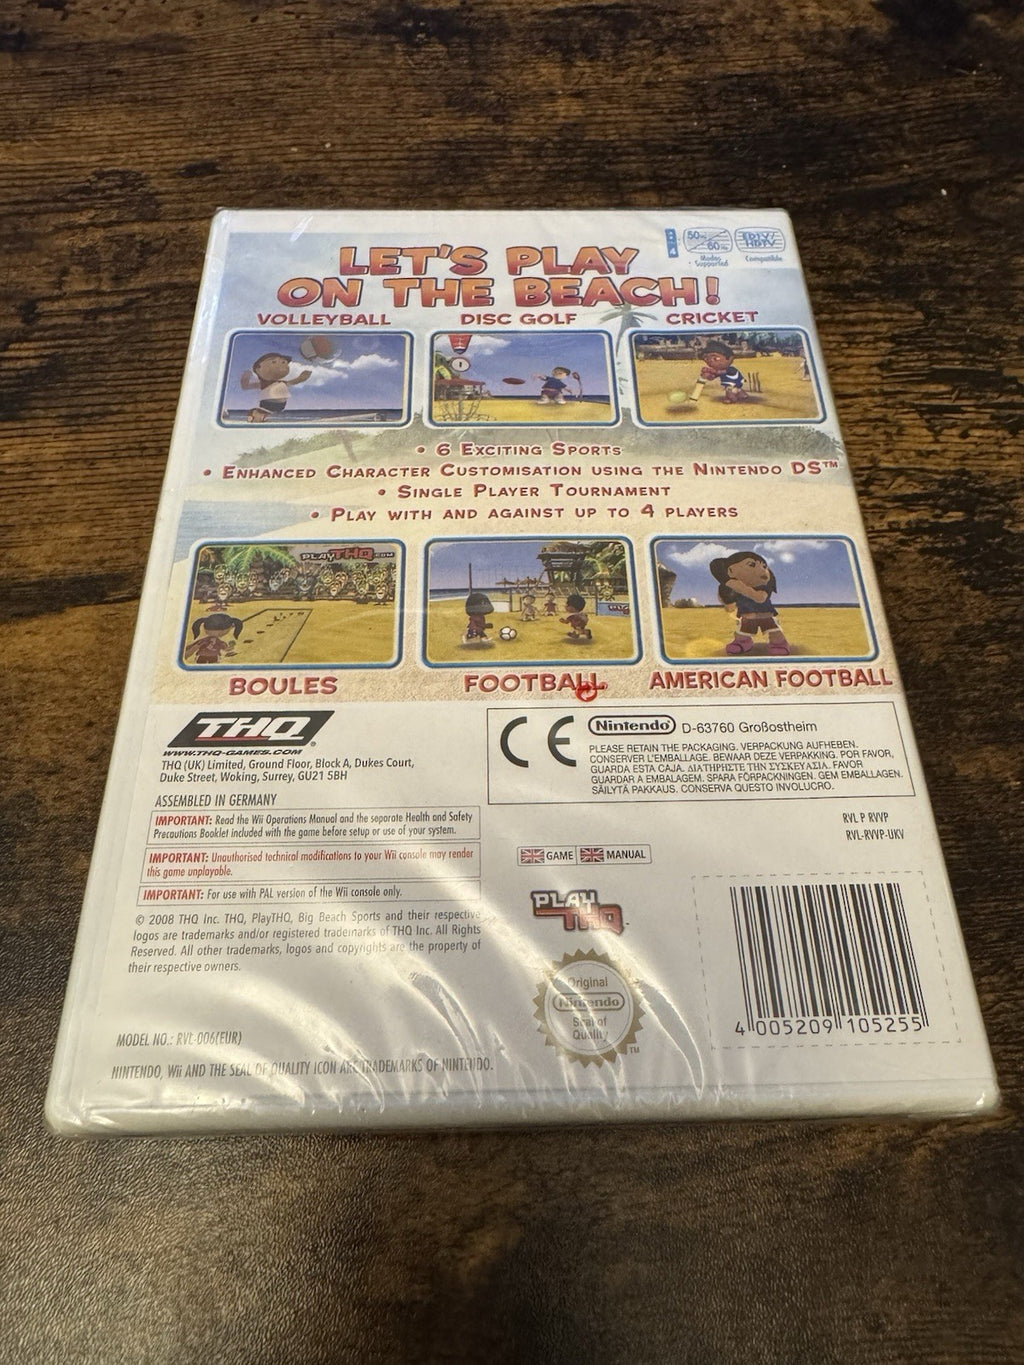 LET'S PLAY
ON THE BEACH!
50Hz
60Hz
Modes
Supported
EDTV/
HDTV
Compatible
VOLLEYBALL
DISC GOLF
CRICKET
• 6 Exciting Sports
• Enhanced Character Customisation using the Nintendo DS™
• Single Player Tournament
• Play with and against up to 4 players
PLAYTHQ.COM
BOULES
FOOTBALL
AMERICAN FOOTBALL
THQ®
WWW.THQ-GAMES.COM
THQ (UK) Limited, Ground Floor, Block A, Dukes Court,
Duke Street, Woking, Surrey, GU21 5BH
ASSEMBLED IN GERMANY
IMPORTANT: Read the Wii Operations Manual and the separate Health and Safety
Precautions Booklet included with the game before setup or use of your system.
IMPORTANT: Unauthorised technical modifications to your Wii console may render
this game unplayable.
IMPORTANT: For use with PAL version of the Wii console only.
© 2008 THQ Inc. THQ, PlayTHQ, Big Beach Sports and their respective
logos are trademarks and/or registered trademarks of THQ Inc. All Rights
Reserved. All other trademarks, logos and copyrights are the property of
their respective owners.
MODEL NO.: RVL-006(EUR)
NINTENDO, Wii AND THE SEAL OF QUALITY ICON ARE TRADEMARKS OF NINTENDO.
CE
Nintendo® D-63760 Großostheim
PLEASE RETAIN THE PACKAGING. VERPACKUNG AUFHEBEN.
CONSERVER L'EMBALLAGE. BEWAAR DEZE VERPAKKING. POR FAVOR,
GUARDA ESTA CAJA. ΔΙΑΤΗΡΗΣΤΕ ΤΗΝ ΣΥΣΚΕΥΑΣΙΑ. FAVOR
GUARDAR A EMBALAGEM. SPARA FÖRPACKNINGEN. GEM EMBALLAGEN.
SÄILYTÄ PAKKAUS. CONSERVA QUESTO INVOLUCRO.
RVL P RVVP
RVL-RVVP-UKV
GAME
MANUAL
PLAY
THQ™
Original
Nintendo
Seal of
Quality
TM
4 005209 105255